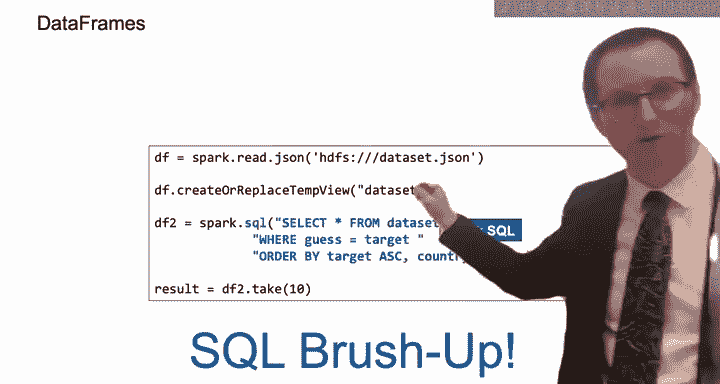 DataFrames
df = spark.read.json('hdfs:///dataset.json')
df.createOrReplaceTempView("dataset
df2 = spark.sql("SELECT * FROM dataset
SQL
"WHERE guess = target "
"ORDER BY target ASC,
result = df2.take(10)
SQL Brush-Up!